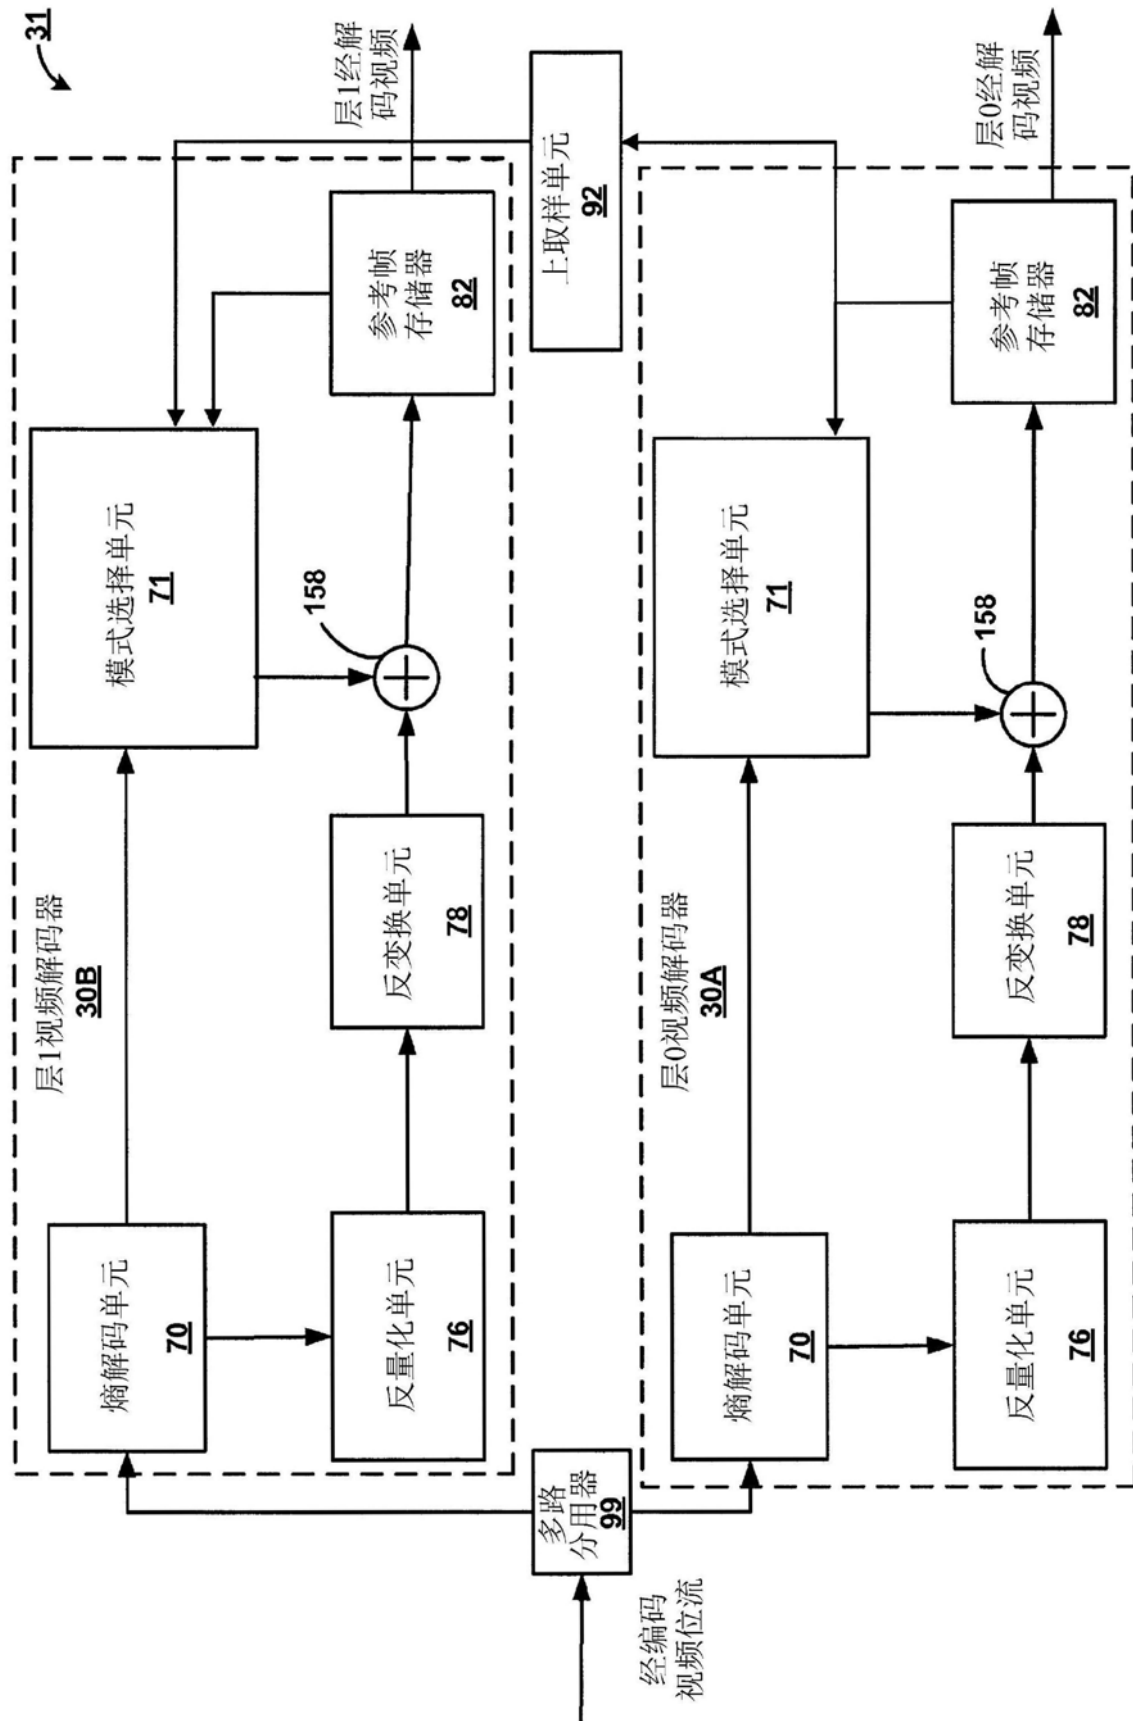 31
层1视频解码器
30B
熵解码单元
70
模式选择单元
71
158
反量化单元
76
反变换单元
78
参考帧
存储器
82
层1经解
码视频
经编码
视频位流
多路
分用器
99
上取样单元
92
层0视频解码器
30A
熵解码单元
70
模式选择单元
71
158
反量化单元
76
反变换单元
78
参考帧
存储器
82
层0经解
码视频